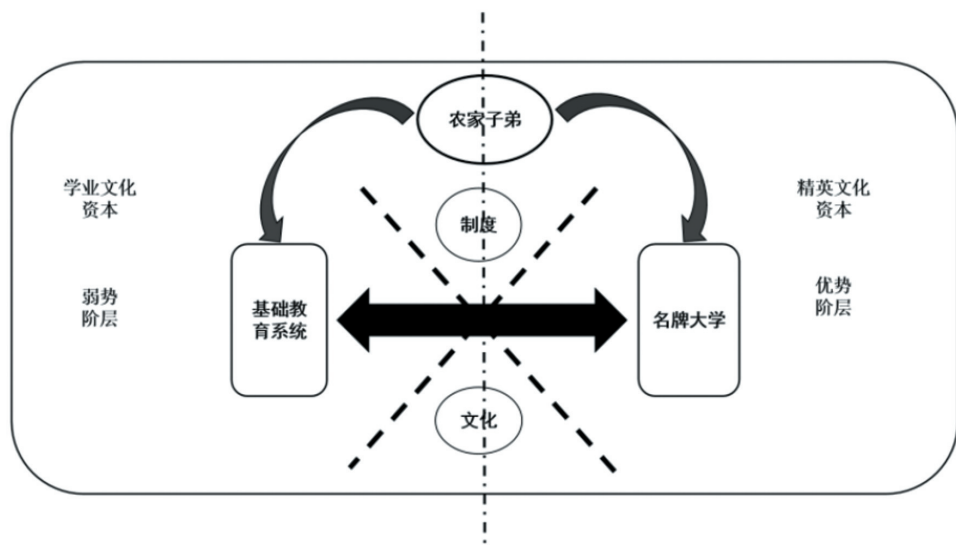 农家子弟
学业文化
资本
精英文化
资本
制度
弱势
阶层
优势
阶层
基础教
育系统
名牌大学
文化